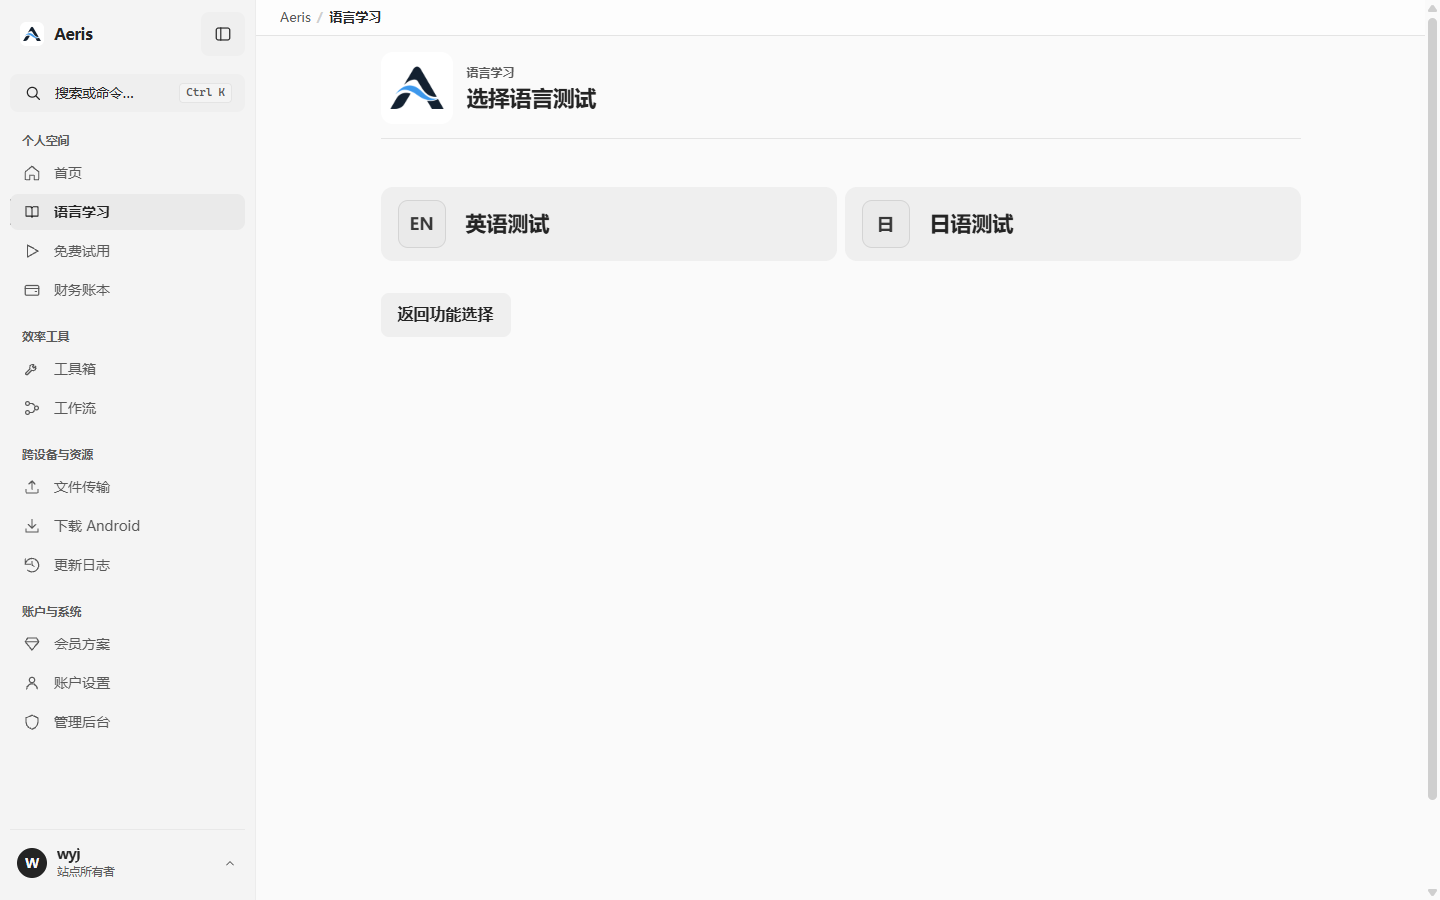 Aeris
搜索或命令...
Ctrl K
个人空间
首页
语言学习
免费试用
财务账本
效率工具
工具箱
工作流
跨设备与资源
文件传输
下载 Android
更新日志
账户与系统
会员方案
账户设置
管理后台
W
wyj
站点所有者
Aeris / 语言学习
语言学习
选择语言测试
EN 英语测试
日 日语测试
返回功能选择